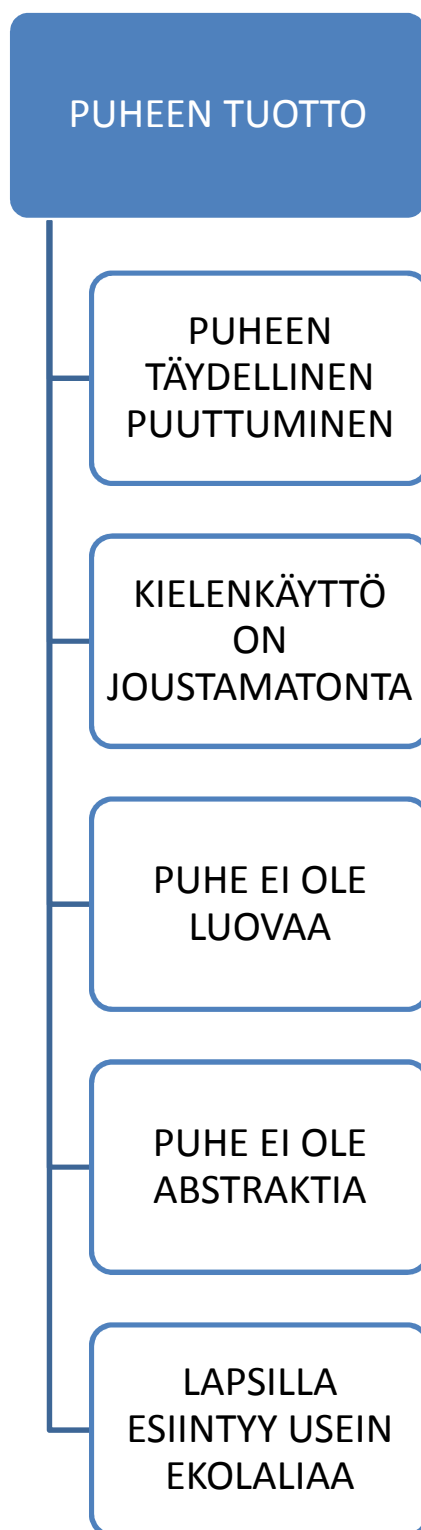 PUHEEN TUOTTO
PUHEEN
TÄYDELLINEN
PUUTTUMINEN
KIELENKÄYTTÖ
ON
JOUSTAMATONTA
PUHE EI OLE
LUOVAA
PUHE EI OLE
ABSTRAKTIA
LAPSILLA
ESIINTYY USEIN
EKOLALIAA